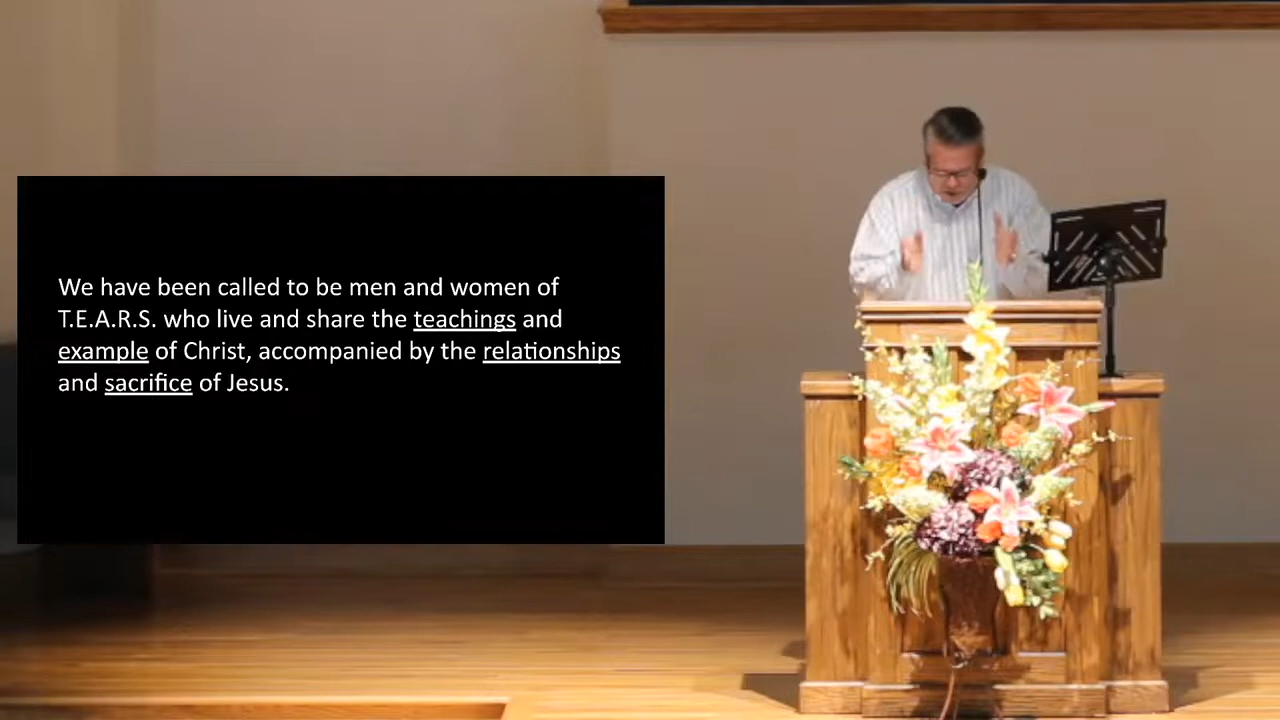 We have been called to be men and women of
T.E.A.R.S. who live and share the teachings and
example of Christ, accompanied by the relationships
and sacrifice of Jesus.